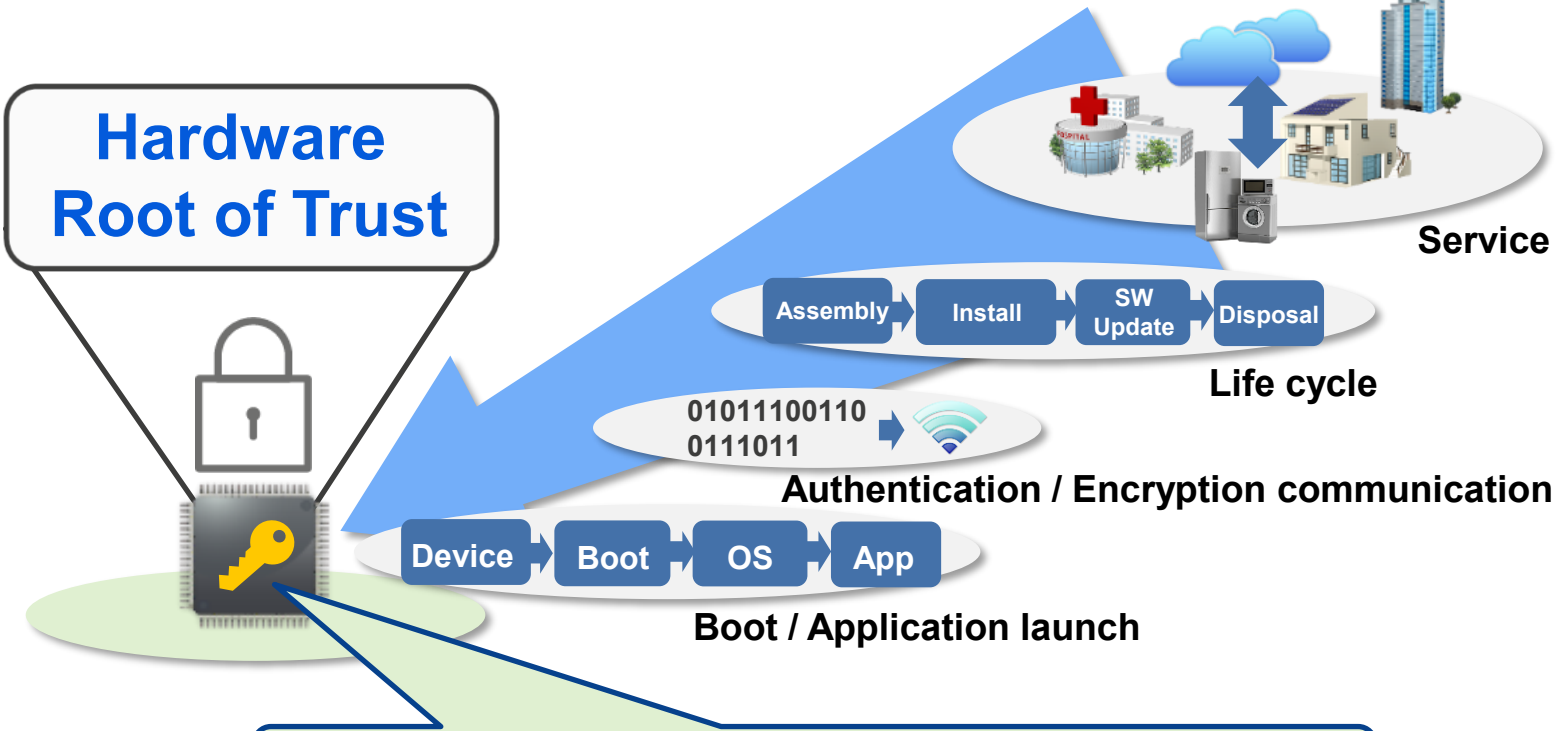 Hardware
Root of Trust
HOSPITAL
Service
Assembly
Install
SW
Update
Disposal
Life cycle
01011100110
0111011
Authentication / Encryption communication
Device
Boot
OS
App
Boot / Application launch